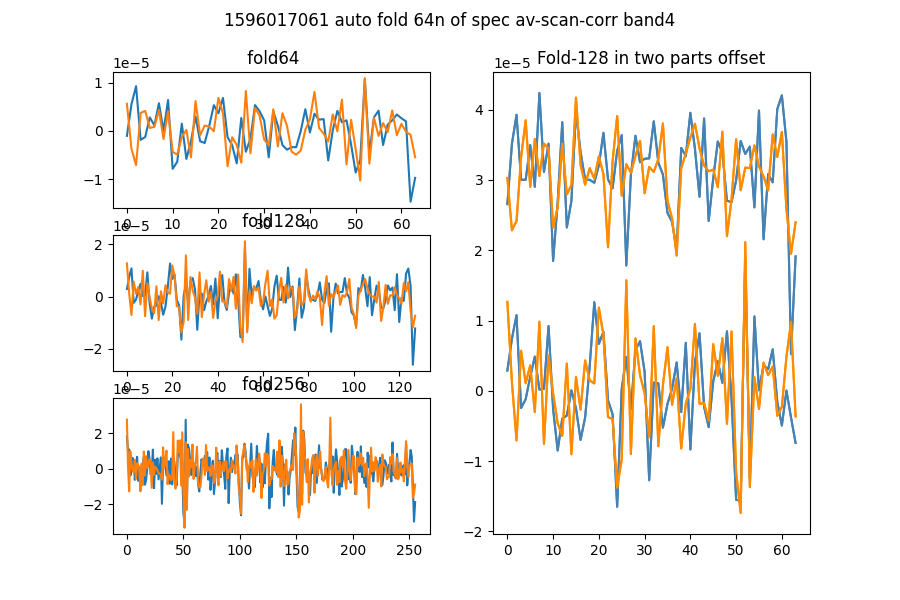 1596017061 auto fold 64n of spec av-scan-corr band4
fold64
1e−5
1
0
−1
0 10 20 30 40 50 60
fold128
1e−5
2
0
−2
0 20 40 60 80 100 120
fold256
1e−5
2
0
−2
0 50 100 150 200 250
Fold-128 in two parts offset
1e−5
4
3
2
1
0
−1
−2
0 10 20 30 40 50 60